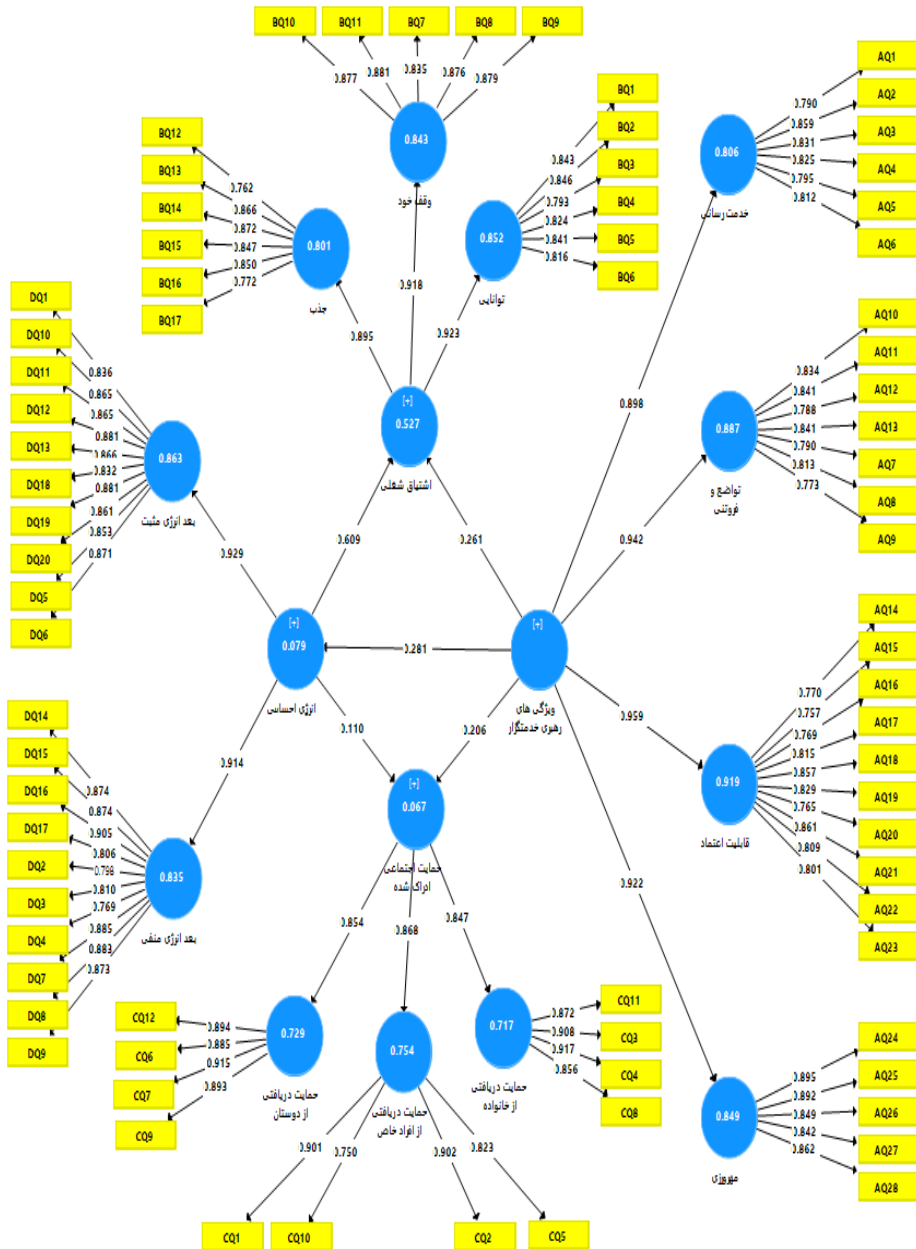 BQ10
BQ11
BQ7
BQ8
BQ9
0.877
0.881
0.835
0.876
0.879
0.843
وقف خود
BQ12
BQ13
BQ14
BQ15
BQ16
BQ17
0.762
0.866
0.872
0.847
0.850
0.772
0.801
جذب
BQ1
BQ2
BQ3
BQ4
BQ5
BQ6
0.843
0.846
0.793
0.824
0.841
0.816
0.852
توانایی
AQ1
AQ2
AQ3
AQ4
AQ5
AQ6
0.790
0.859
0.831
0.825
0.795
0.812
0.806
خدمت رسانی
0.895
0.918
0.923
[+]
0.527
اشتیاق شغلی
0.898
DQ1
DQ10
DQ11
DQ12
DQ13
DQ18
DQ19
DQ20
DQ5
DQ6
0.836
0.865
0.865
0.881
0.866
0.832
0.881
0.861
0.853
0.871
0.863
بعد انرژی مثبت
AQ10
AQ11
AQ12
AQ13
AQ7
AQ8
AQ9
0.834
0.841
0.788
0.841
0.790
0.813
0.773
0.887
تواضع و
فروتنی
0.929
0.609
0.261
0.942
[+]
0.079
انرژی احساسی
0.281
[+]
ویژگی های
رهبری خدمتگزار
0.914
0.110
0.206
0.959
0.922
DQ14
DQ15
DQ16
DQ17
DQ2
DQ3
DQ4
DQ7
DQ8
DQ9
0.874
0.874
0.905
0.806
0.798
0.810
0.769
0.885
0.883
0.873
0.835
بعد انرژی منفی
[+]
0.067
حمایت اجتماعی
ادراک شده
AQ14
AQ15
AQ16
AQ17
AQ18
AQ19
AQ20
AQ21
AQ22
AQ23
0.770
0.757
0.769
0.815
0.857
0.829
0.765
0.861
0.809
0.801
0.919
قابلیت اعتماد
0.854
0.868
0.847
CQ12
CQ6
CQ7
CQ9
0.894
0.885
0.915
0.893
0.729
حمایت دریافتی
از دوستان
0.754
حمایت دریافتی
از افراد خاص
0.901
0.750
0.902
0.823
CQ1
CQ10
CQ2
CQ5
0.717
حمایت دریافتی
از خانواده
0.872
0.908
0.917
0.856
CQ11
CQ3
CQ4
CQ8
AQ24
AQ25
AQ26
AQ27
AQ28
0.895
0.892
0.849
0.842
0.862
0.849
مهرورزی